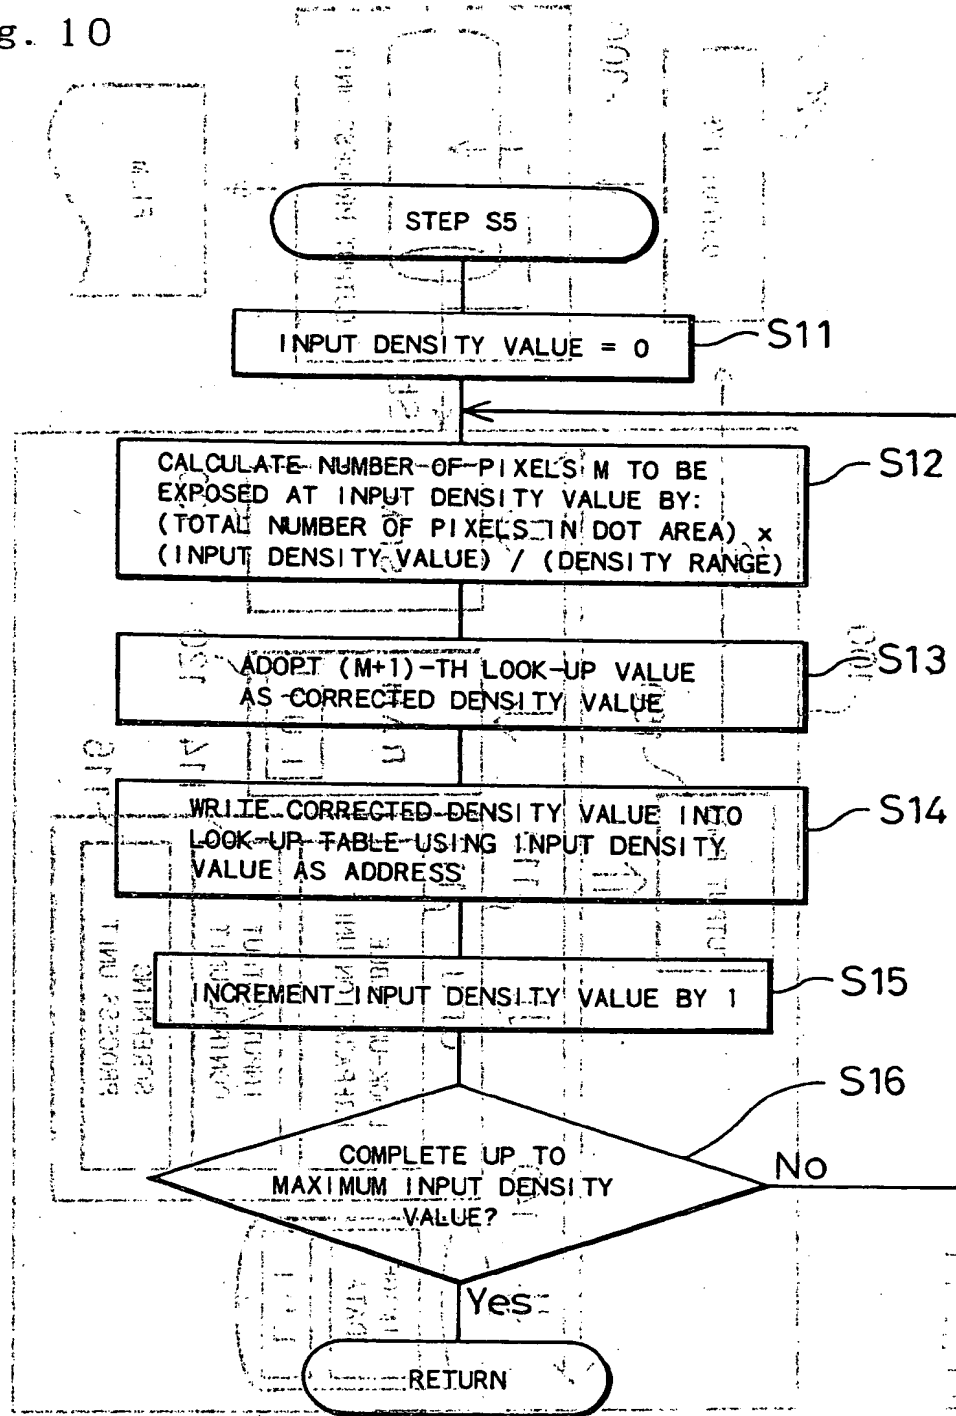 g. 10
STEP S5
INPUT DENSITY VALUE = 0
S11
CALCULATE NUMBER OF PIXELS M TO BE
EXPOSED AT INPUT DENSITY VALUE BY:
(TOTAL NUMBER OF PIXELS IN DOT AREA) x
(INPUT DENSITY VALUE) / (DENSITY RANGE)
S12
ADOPT (M+1)-TH LOOK-UP VALUE
AS CORRECTED DENSITY VALUE
S13
WRITE CORRECTED DENSITY VALUE INTO
LOOK-UP TABLE USING INPUT DENSITY
VALUE AS ADDRESS
S14
INCREMENT INPUT DENSITY VALUE BY 1
S15
COMPLETE UP TO
MAXIMUM INPUT DENSITY
VALUE?
S16
No
Yes
RETURN